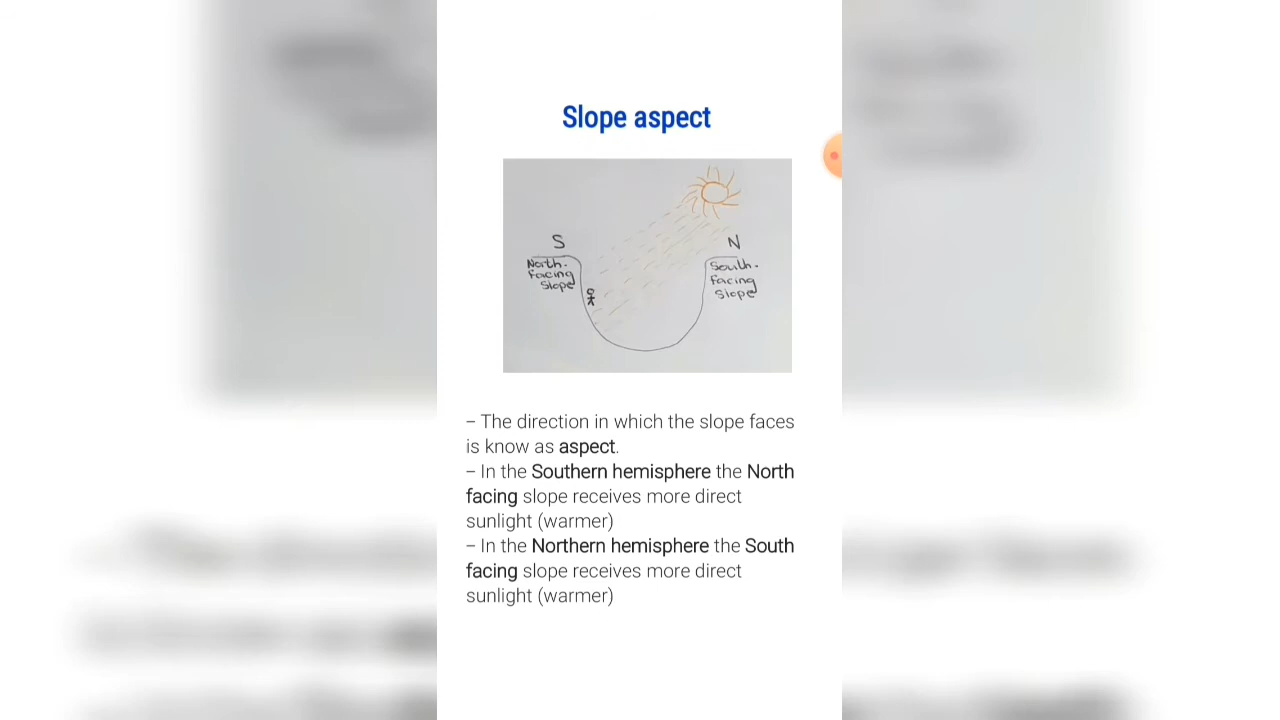 Slope aspect
S
N
North-
facing
slope
South-
facing
slope
– The direction in which the slope faces
is know as aspect.
– In the Southern hemisphere the North
facing slope receives more direct
sunlight (warmer)
– In the Northern hemisphere the South
facing slope receives more direct
sunlight (warmer)